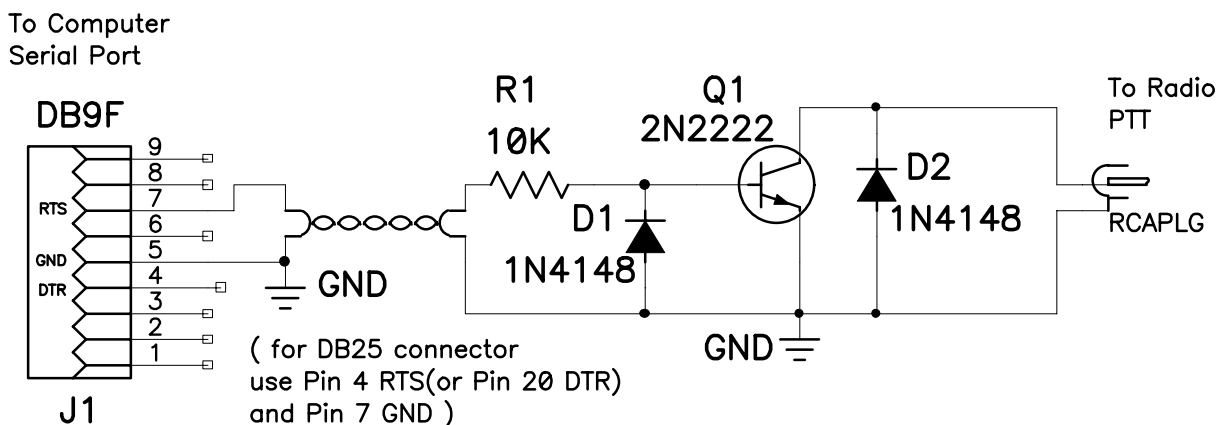 To Computer
Serial Port
DB9F
9
8
7
6
5
4
3
2
1
RTS
GND
DTR
J1
GND
( for DB25 connector
use Pin 4 RTS(or Pin 20 DTR)
and Pin 7 GND )
R1
10K
D1
1N4148
Q1
2N2222
D2
1N4148
GND
To Radio
PTT
RCAPLG